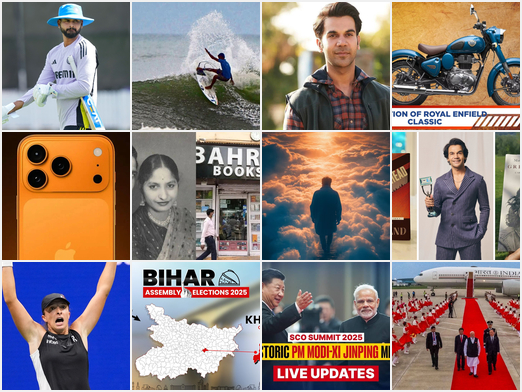 ION OF ROYAL ENFIELD
CLASSIC
BAHR
BOOKS
BIHAR
ASSEMBLY ELECTIONS 2025
KH
SCO SUMMIT 2025
TORIC PM MODI-XI JINPING M
LIVE UPDATES